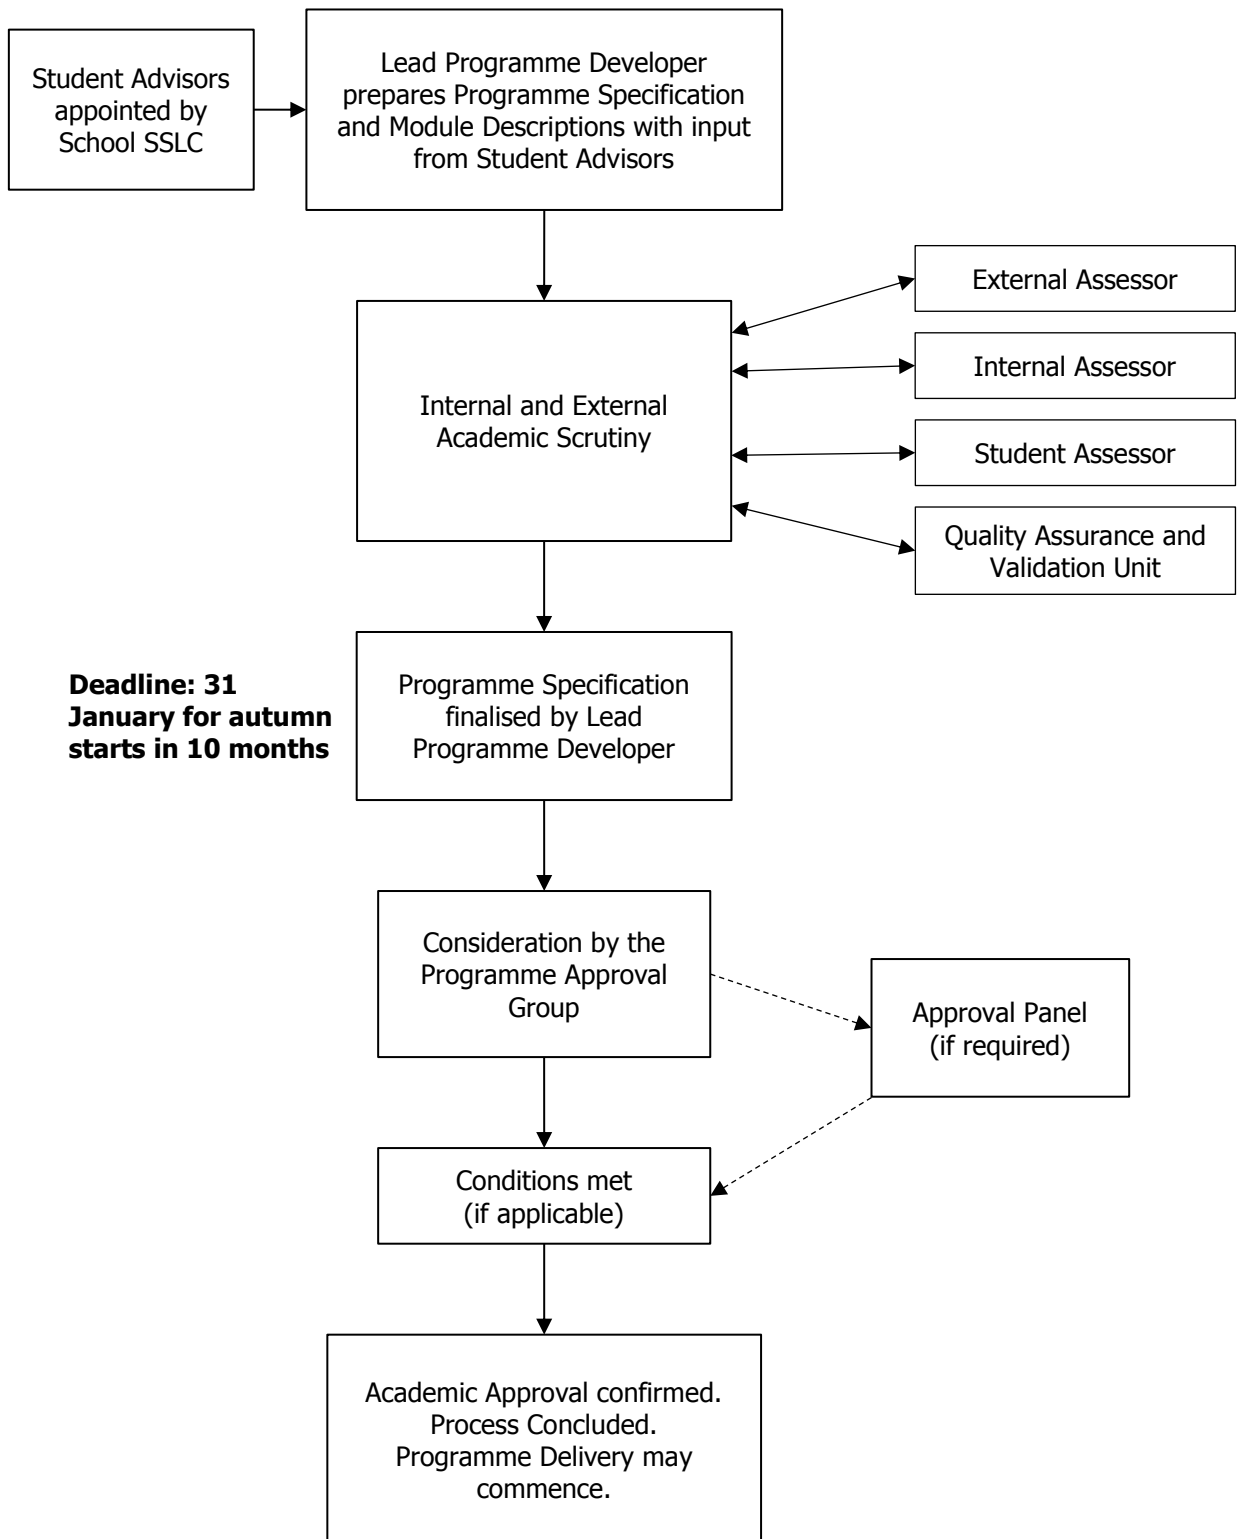 Student Advisors
appointed by
School SSLC
Lead Programme Developer
prepares Programme Specification
and Module Descriptions with input
from Student Advisors
External Assessor
Internal Assessor
Internal and External
Academic Scrutiny
Student Assessor
Quality Assurance and
Validation Unit
Deadline: 31
January for autumn
starts in 10 months
Programme Specification
finalised by Lead
Programme Developer
Consideration by the
Programme Approval
Group
Approval Panel
(if required)
Conditions met
(if applicable)
Academic Approval confirmed.
Process Concluded.
Programme Delivery may
commence.